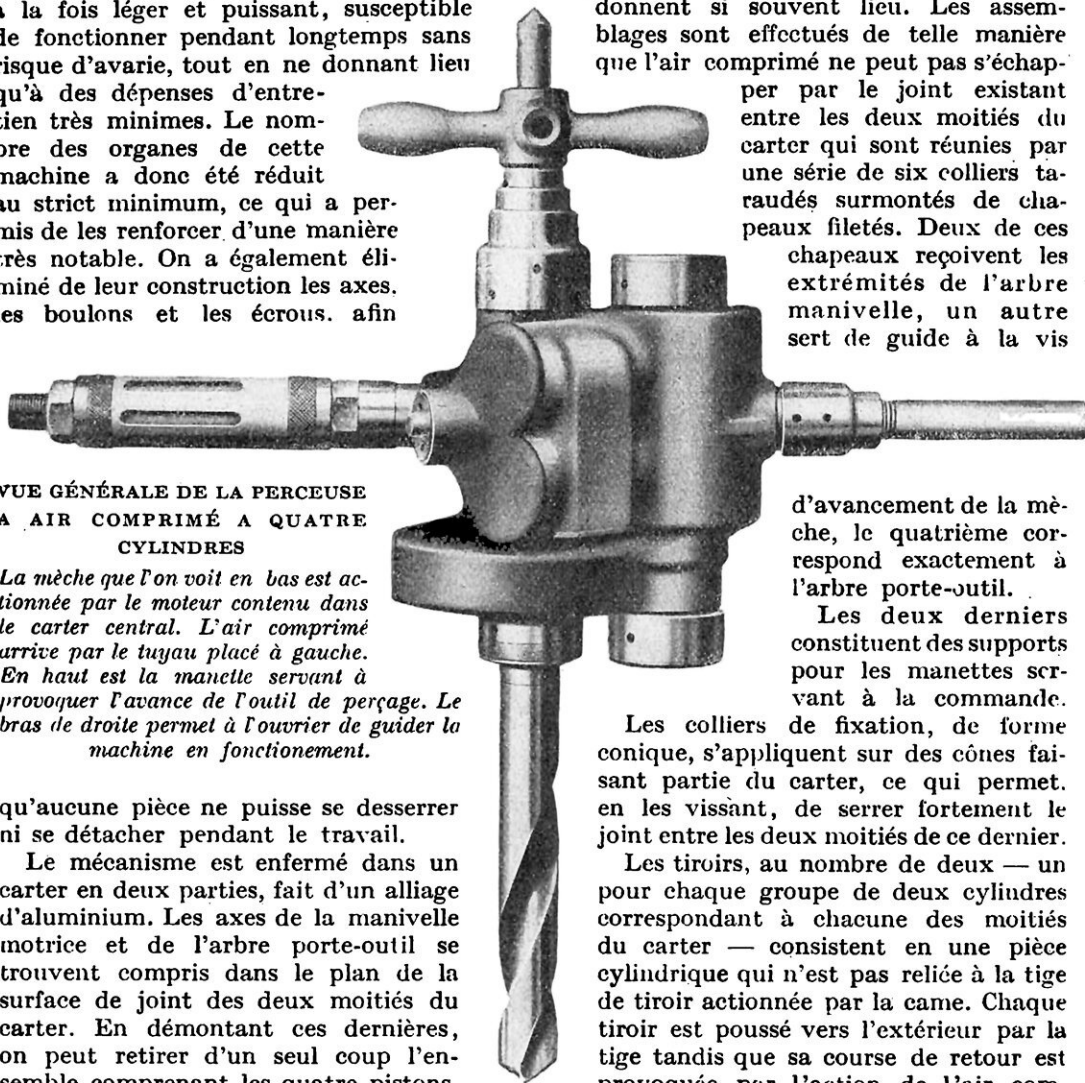 à la fois léger et puissant, susceptible
de fonctionner pendant longtemps sans
risque d'avarie, tout en ne donnant lieu
qu'à des dépenses d'entre-
tien très minimes. Le nom-
bre des organes de cette
machine a donc été réduit
au strict minimum, ce qui a per-
mis de les renforcer d'une manière
très notable. On a également éli-
miné de leur construction les axes,
les boulons et les écrous, afin
VUE GÉNÉRALE DE LA PERCEUSE
A AIR COMPRIMÉ A QUATRE
CYLINDRES
La mèche que l'on voit en bas est ac-
tionnée par le moteur contenu dans
le carter central. L'air comprimé
arrive par le tuyau placé à gauche.
En haut est la manette servant à
provoquer l'avance de l'outil de perçage. Le
bras de droite permet à l'ouvrier de guider la
machine en fonctionement.
qu'aucune pièce ne puisse se desserrer
ni se détacher pendant le travail.
Le mécanisme est enfermé dans un
carter en deux parties, fait d'un alliage
d'aluminium. Les axes de la manivelle
motrice et de l'arbre porte-outil se
trouvent compris dans le plan de la
surface de joint des deux moitiés du
carter. En démontant ces dernières,
on peut retirer d'un seul coup l'en-
semble comprenant les quatre pistons
donnent si souvent lieu. Les assem-
blages sont effectués de telle manière
que l'air comprimé ne peut pas s'échap-
per par le joint existant
entre les deux moitiés du
carter qui sont réunies par
une série de six colliers ta-
raudés surmontés de cha-
peaux filetés. Deux de ces
chapeaux reçoivent les
extrémités de l'arbre
manivelle, un autre
sert de guide à la vis
d'avancement de la mè-
che, le quatrième cor-
respond exactement à
l'arbre porte-outil.
Les deux derniers
constituent des supports
pour les manettes ser-
vant à la commande.
Les colliers de fixation, de forme
conique, s'appliquent sur des cônes fai-
sant partie du carter, ce qui permet,
en les vissant, de serrer fortement le
joint entre les deux moitiés de ce dernier.
Les tiroirs, au nombre de deux — un
pour chaque groupe de deux cylindres
correspondant à chacune des moitiés
du carter — consistent en une pièce
cylindrique qui n'est pas reliée à la tige
de tiroir actionnée par la came. Chaque
tiroir est poussé vers l'extérieur par la
tige tandis que sa course de retour est
provoquée par l'action de l'air com-